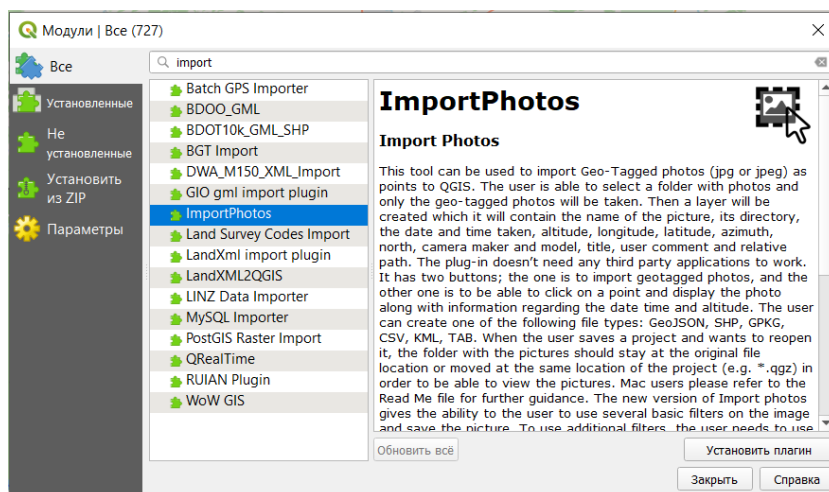 Модули | Все (727)
Все
Установленные
Не
установленные
Установить
из ZIP
Параметры
import
Batch GPS Importer
BDOO_GML
BDOT10k_GML_SHP
BGT Import
DWA_M150_XML_Import
GIO gml import plugin
ImportPhotos
Land Survey Codes Import
LandXml import plugin
LandXML2QGIS
LINZ Data Importer
MySQL Importer
PostGIS Raster Import
QRealTime
RUIAN Plugin
WoW GIS
ImportPhotos
Import Photos
This tool can be used to import Geo-Tagged photos (jpg or jpeg) as
points to QGIS. The user is able to select a folder with photos and
only the geo-tagged photos will be taken. Then a layer will be
created which it will contain the name of the picture, its directory,
the date and time taken, altitude, longitude, latitude, azimuth,
north, camera maker and model, title, user comment and relative
path. The plug-in doesn't need any third party applications to work.
It has two buttons; the one is to import geotagged photos, and the
other one is to be able to click on a point and display the photo
along with information regarding the date time and altitude. The user
can create one of the following file types: GeoJSON, SHP, GPKG,
CSV, KML, TAB. When the user saves a project and wants to reopen
it, the folder with the pictures should stay at the original file
location or moved at the same location of the project (e.g. *.qgz) in
order to be able to view the pictures. Mac users please refer to the
Read Me file for further guidance. The new version of Import photos
gives the ability to the user to use several basic filters on the image
and save the picture. To use additional filters, the user needs to use
Обновить всё
Установить плагин
Закрыть
Справка